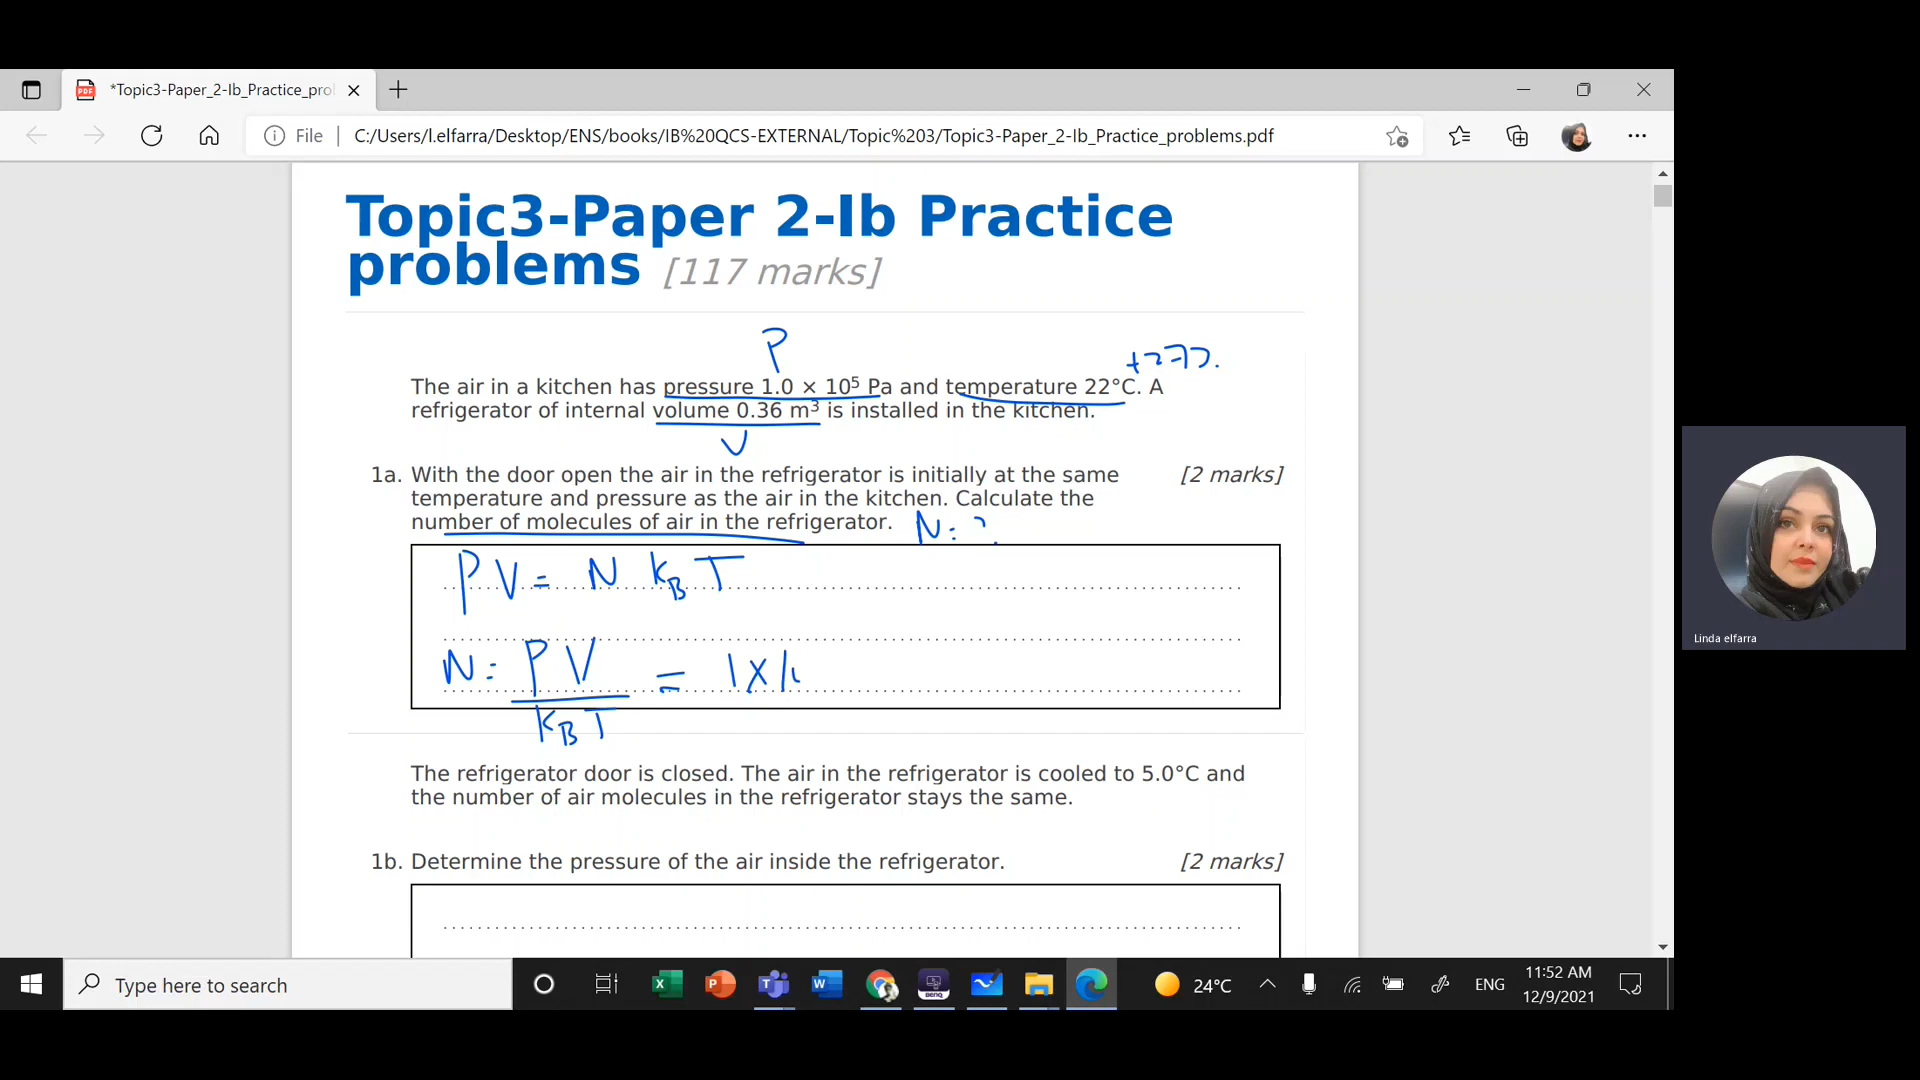 *Topic3-Paper_2-Ib_Practice_pro
File
C:/Users/l.elfarra/Desktop/ENS/books/IB%20QCS-EXTERNAL/Topic%203/Topic3-Paper_2-Ib_Practice_problems.pdf
Topic3-Paper 2-Ib Practice
problems [117 marks]
P
+273.
The air in a kitchen has pressure 1.0 × 10⁵ Pa and temperature 22°C. A
refrigerator of internal volume 0.36 m³ is installed in the kitchen.
V
1a. With the door open the air in the refrigerator is initially at the same [2 marks]
temperature and pressure as the air in the kitchen. Calculate the
number of molecules of air in the refrigerator. N: ?
PV = N k_B T
N: PV = 1 x
k_B T
The refrigerator door is closed. The air in the refrigerator is cooled to 5.0°C and
the number of air molecules in the refrigerator stays the same.
1b. Determine the pressure of the air inside the refrigerator. [2 marks]
Linda elfarra
Type here to search
24°C
ENG
11:52 AM
12/9/2021